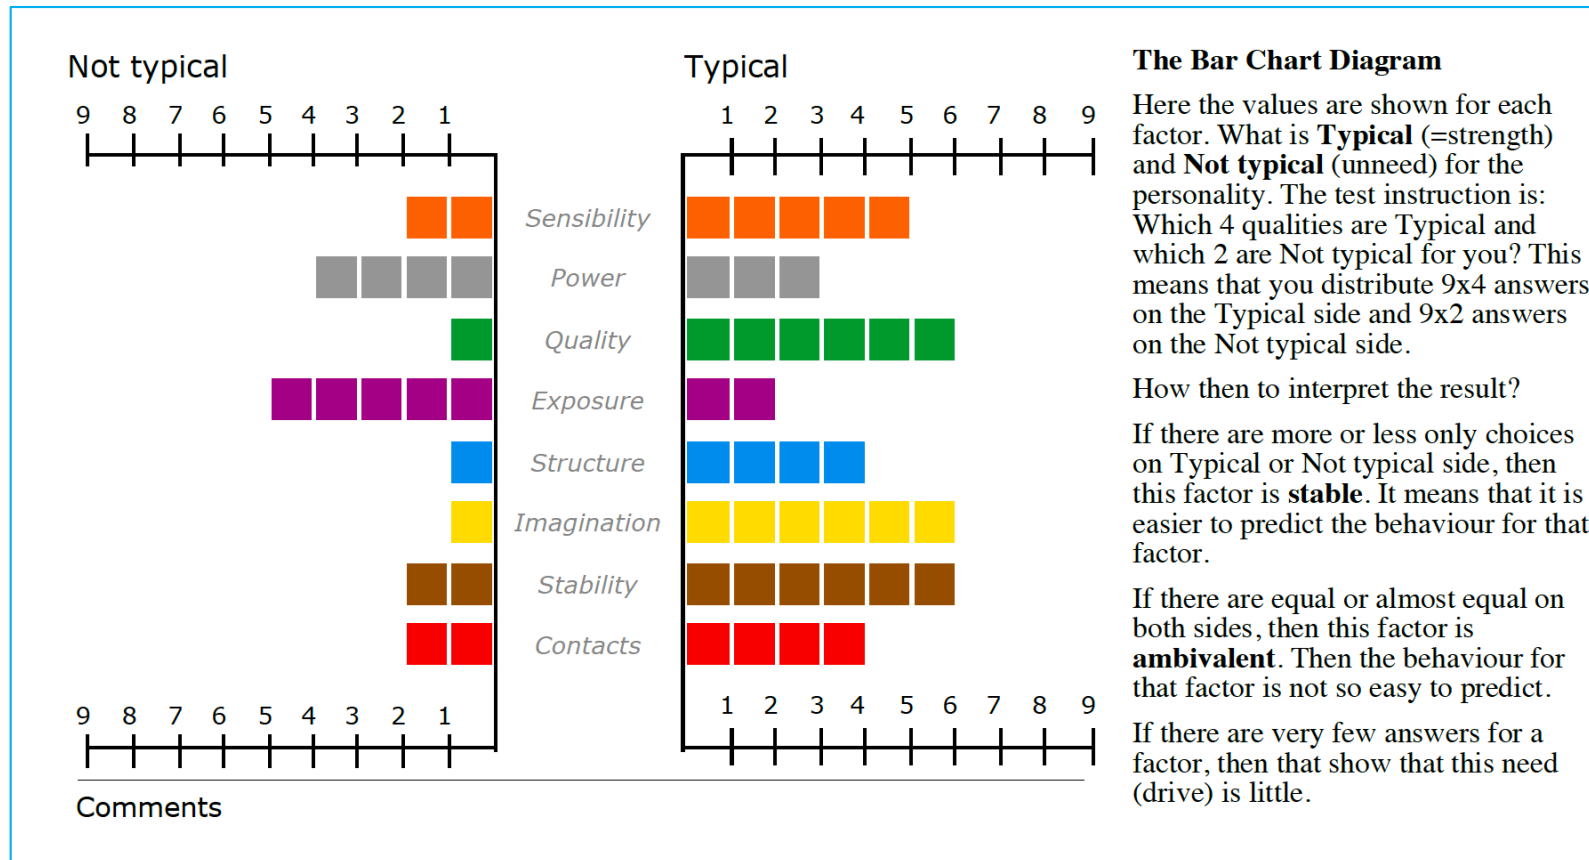 Not typical
Typical
9 8 7 6 5 4 3 2 1
1 2 3 4 5 6 7 8 9
Sensibility
Power
Quality
Exposure
Structure
Imagination
Stability
Contacts
9 8 7 6 5 4 3 2 1
1 2 3 4 5 6 7 8 9
Comments
The Bar Chart Diagram
Here the values are shown for each
factor. What is Typical (=strength)
and Not typical (unneed) for the
personality. The test instruction is:
Which 4 qualities are Typical and
which 2 are Not typical for you? This
means that you distribute 9x4 answers
on the Typical side and 9x2 answers
on the Not typical side.
How then to interpret the result?
If there are more or less only choices
on Typical or Not typical side, then
this factor is stable. It means that it is
easier to predict the behaviour for that
factor.
If there are equal or almost equal on
both sides, then this factor is
ambivalent. Then the behaviour for
that factor is not so easy to predict.
If there are very few answers for a
factor, then that show that this need
(drive) is little.